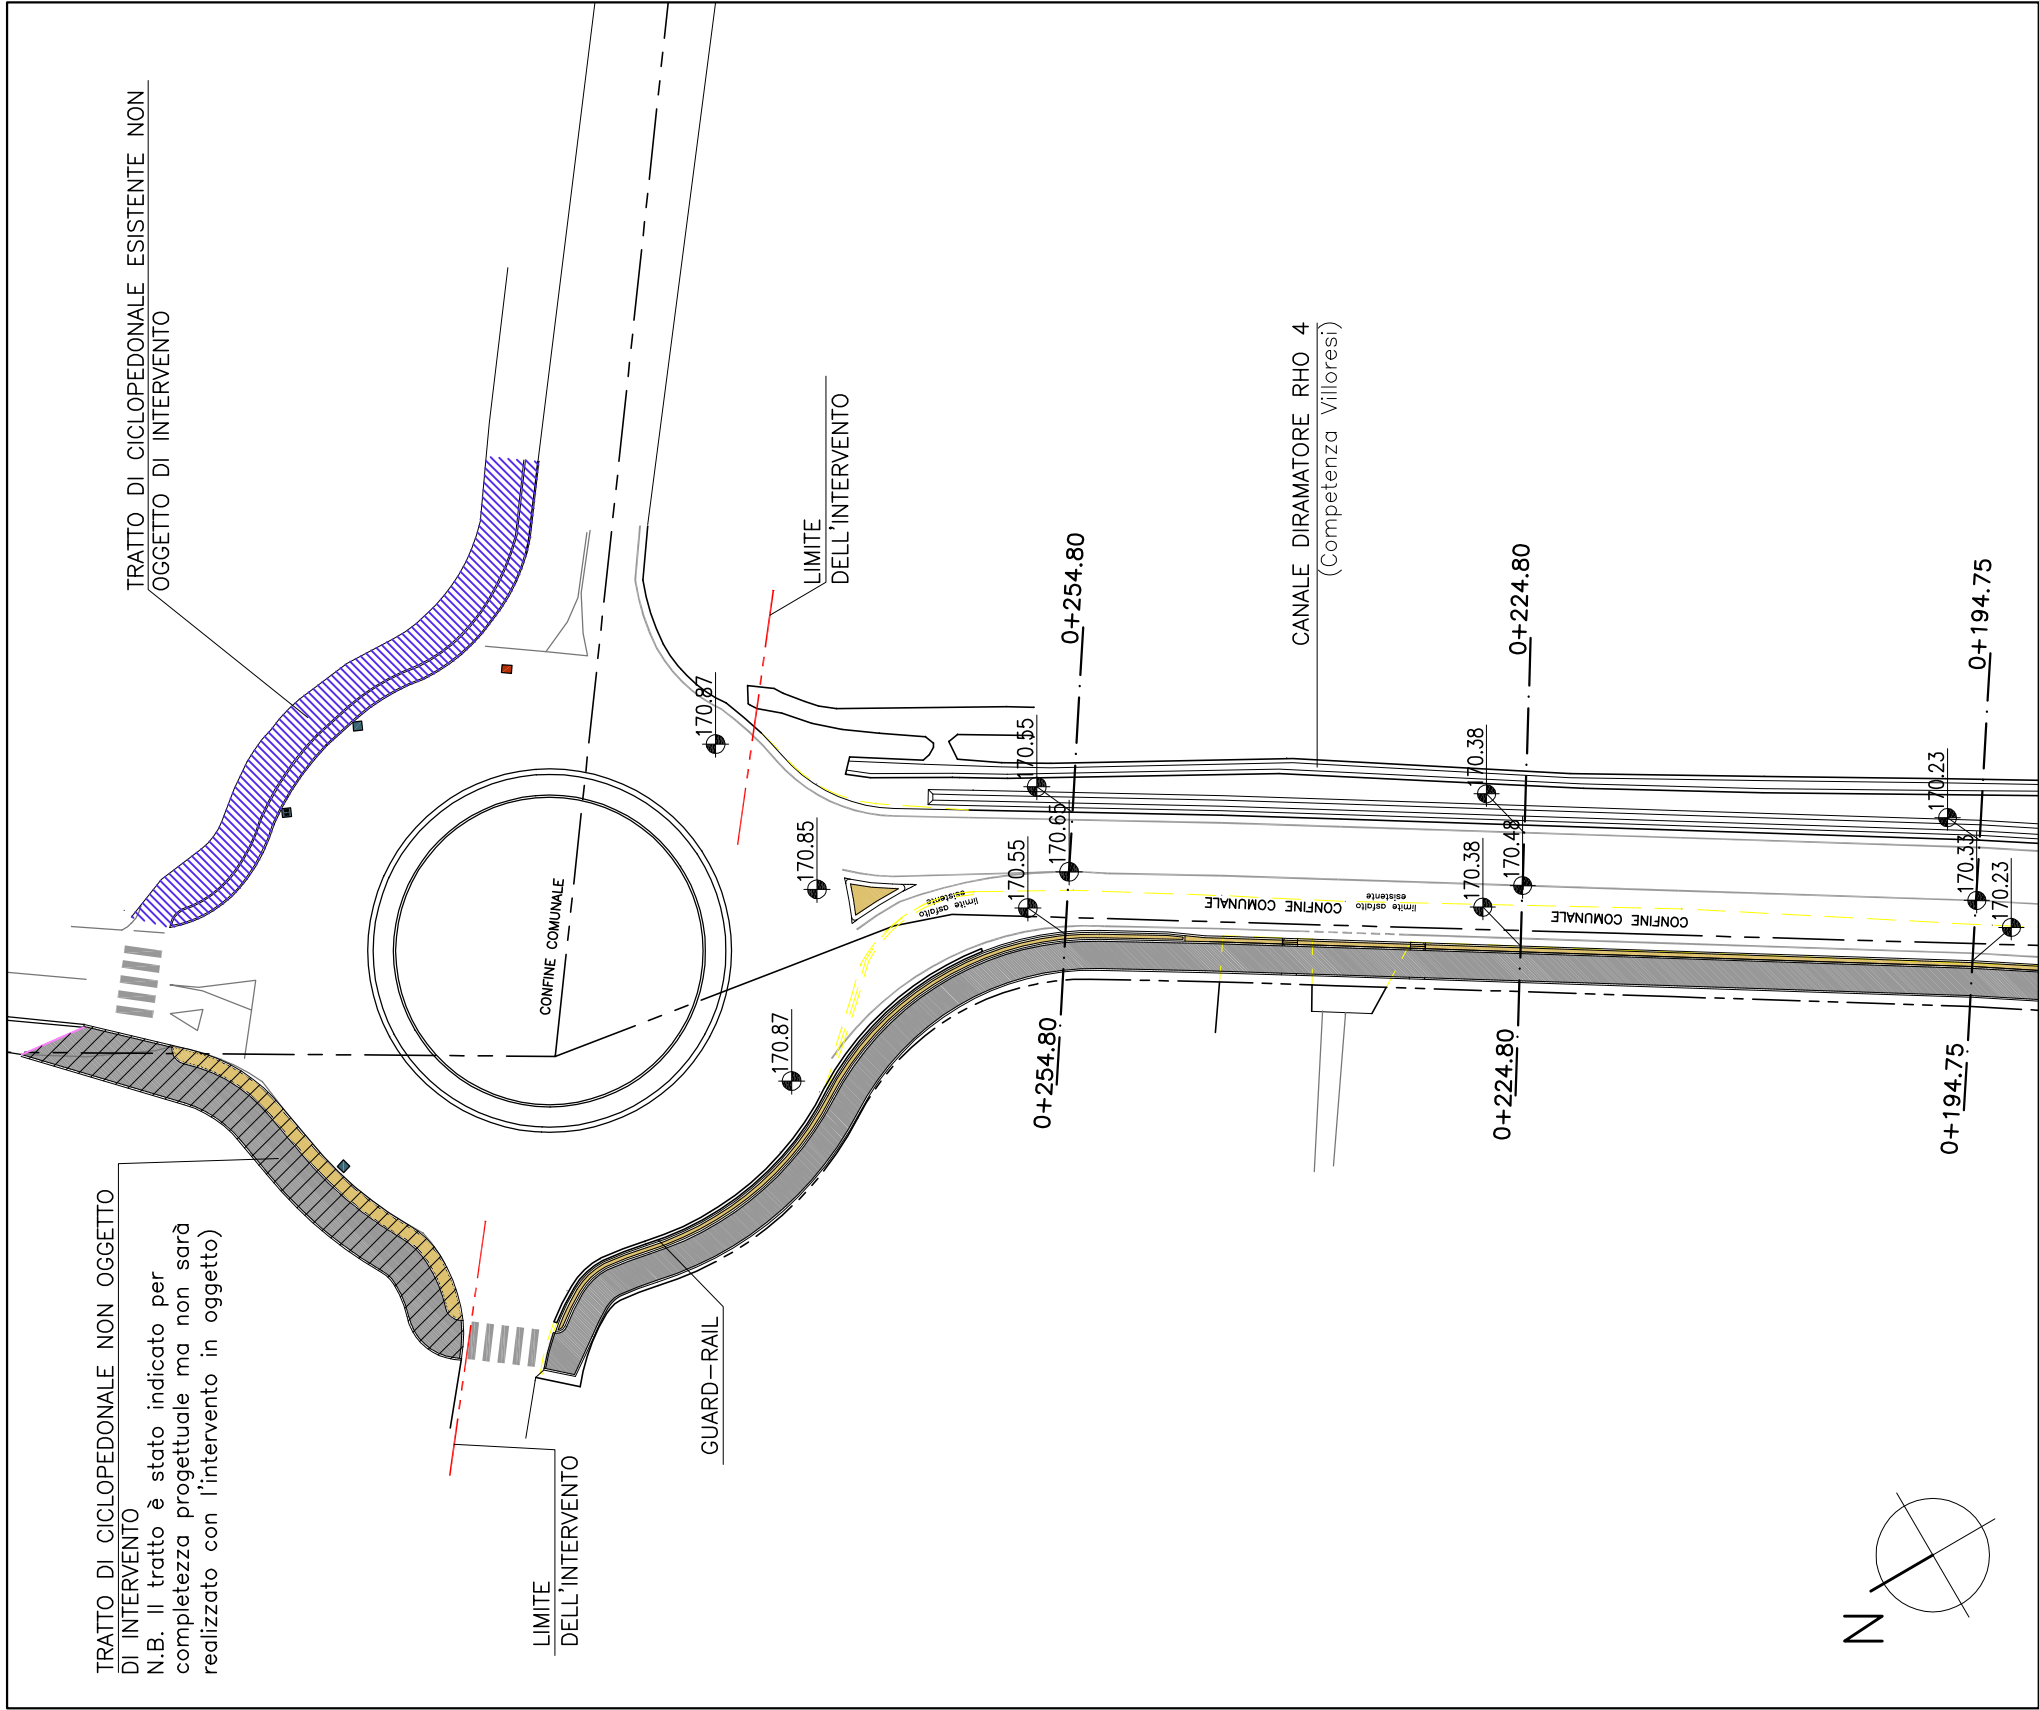 TRATTO DI CICLOPEDONALE ESISTENTE NON
OGGETTO DI INTERVENTO
TRATTO DI CICLOPEDONALE NON OGGETTO
DI INTERVENTO
N.B. Il tratto è stato indicato per
completezza progettuale ma non sarà
realizzato con l'intervento in oggetto)
LIMITE
DELL'INTERVENTO
GUARD-RAIL
CONFINE COMUNALE
LIMITE
DELL'INTERVENTO
170.87
170.85
170.87
limite asfalto
esistente
170.55
170.55
170.65
0+254.80
0+254.80
CANALE DIRAMATORE RHO 4
(Competenza Villoresi)
CONFINE COMUNALE
limite asfalto
esistente
170.38
170.38
170.48
0+224.80
0+224.80
CONFINE COMUNALE
170.23
170.33
170.23
0+194.75
0+194.75
N